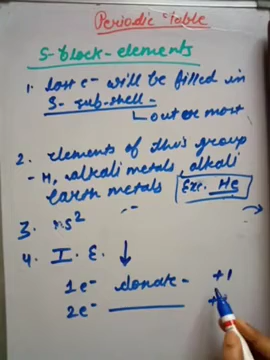 Periodic table
S-block-elements
1. last e⁻ will be filled in
S-sub-shell-
outer most
2. elements of this group
- H, alkali metals, alkali
earth metals Exc. He
3. ns²
4. I. E. ↓
1e⁻ donate - +1
2e⁻